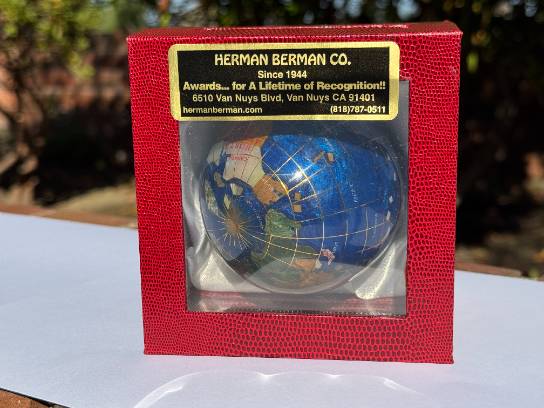 HERMAN BERMAN CO.
Since 1944
Awards... for A Lifetime of Recognition!!
6510 Van Nuys Blvd, Van Nuys CA 91401
hermanberman.com (818)787-0511